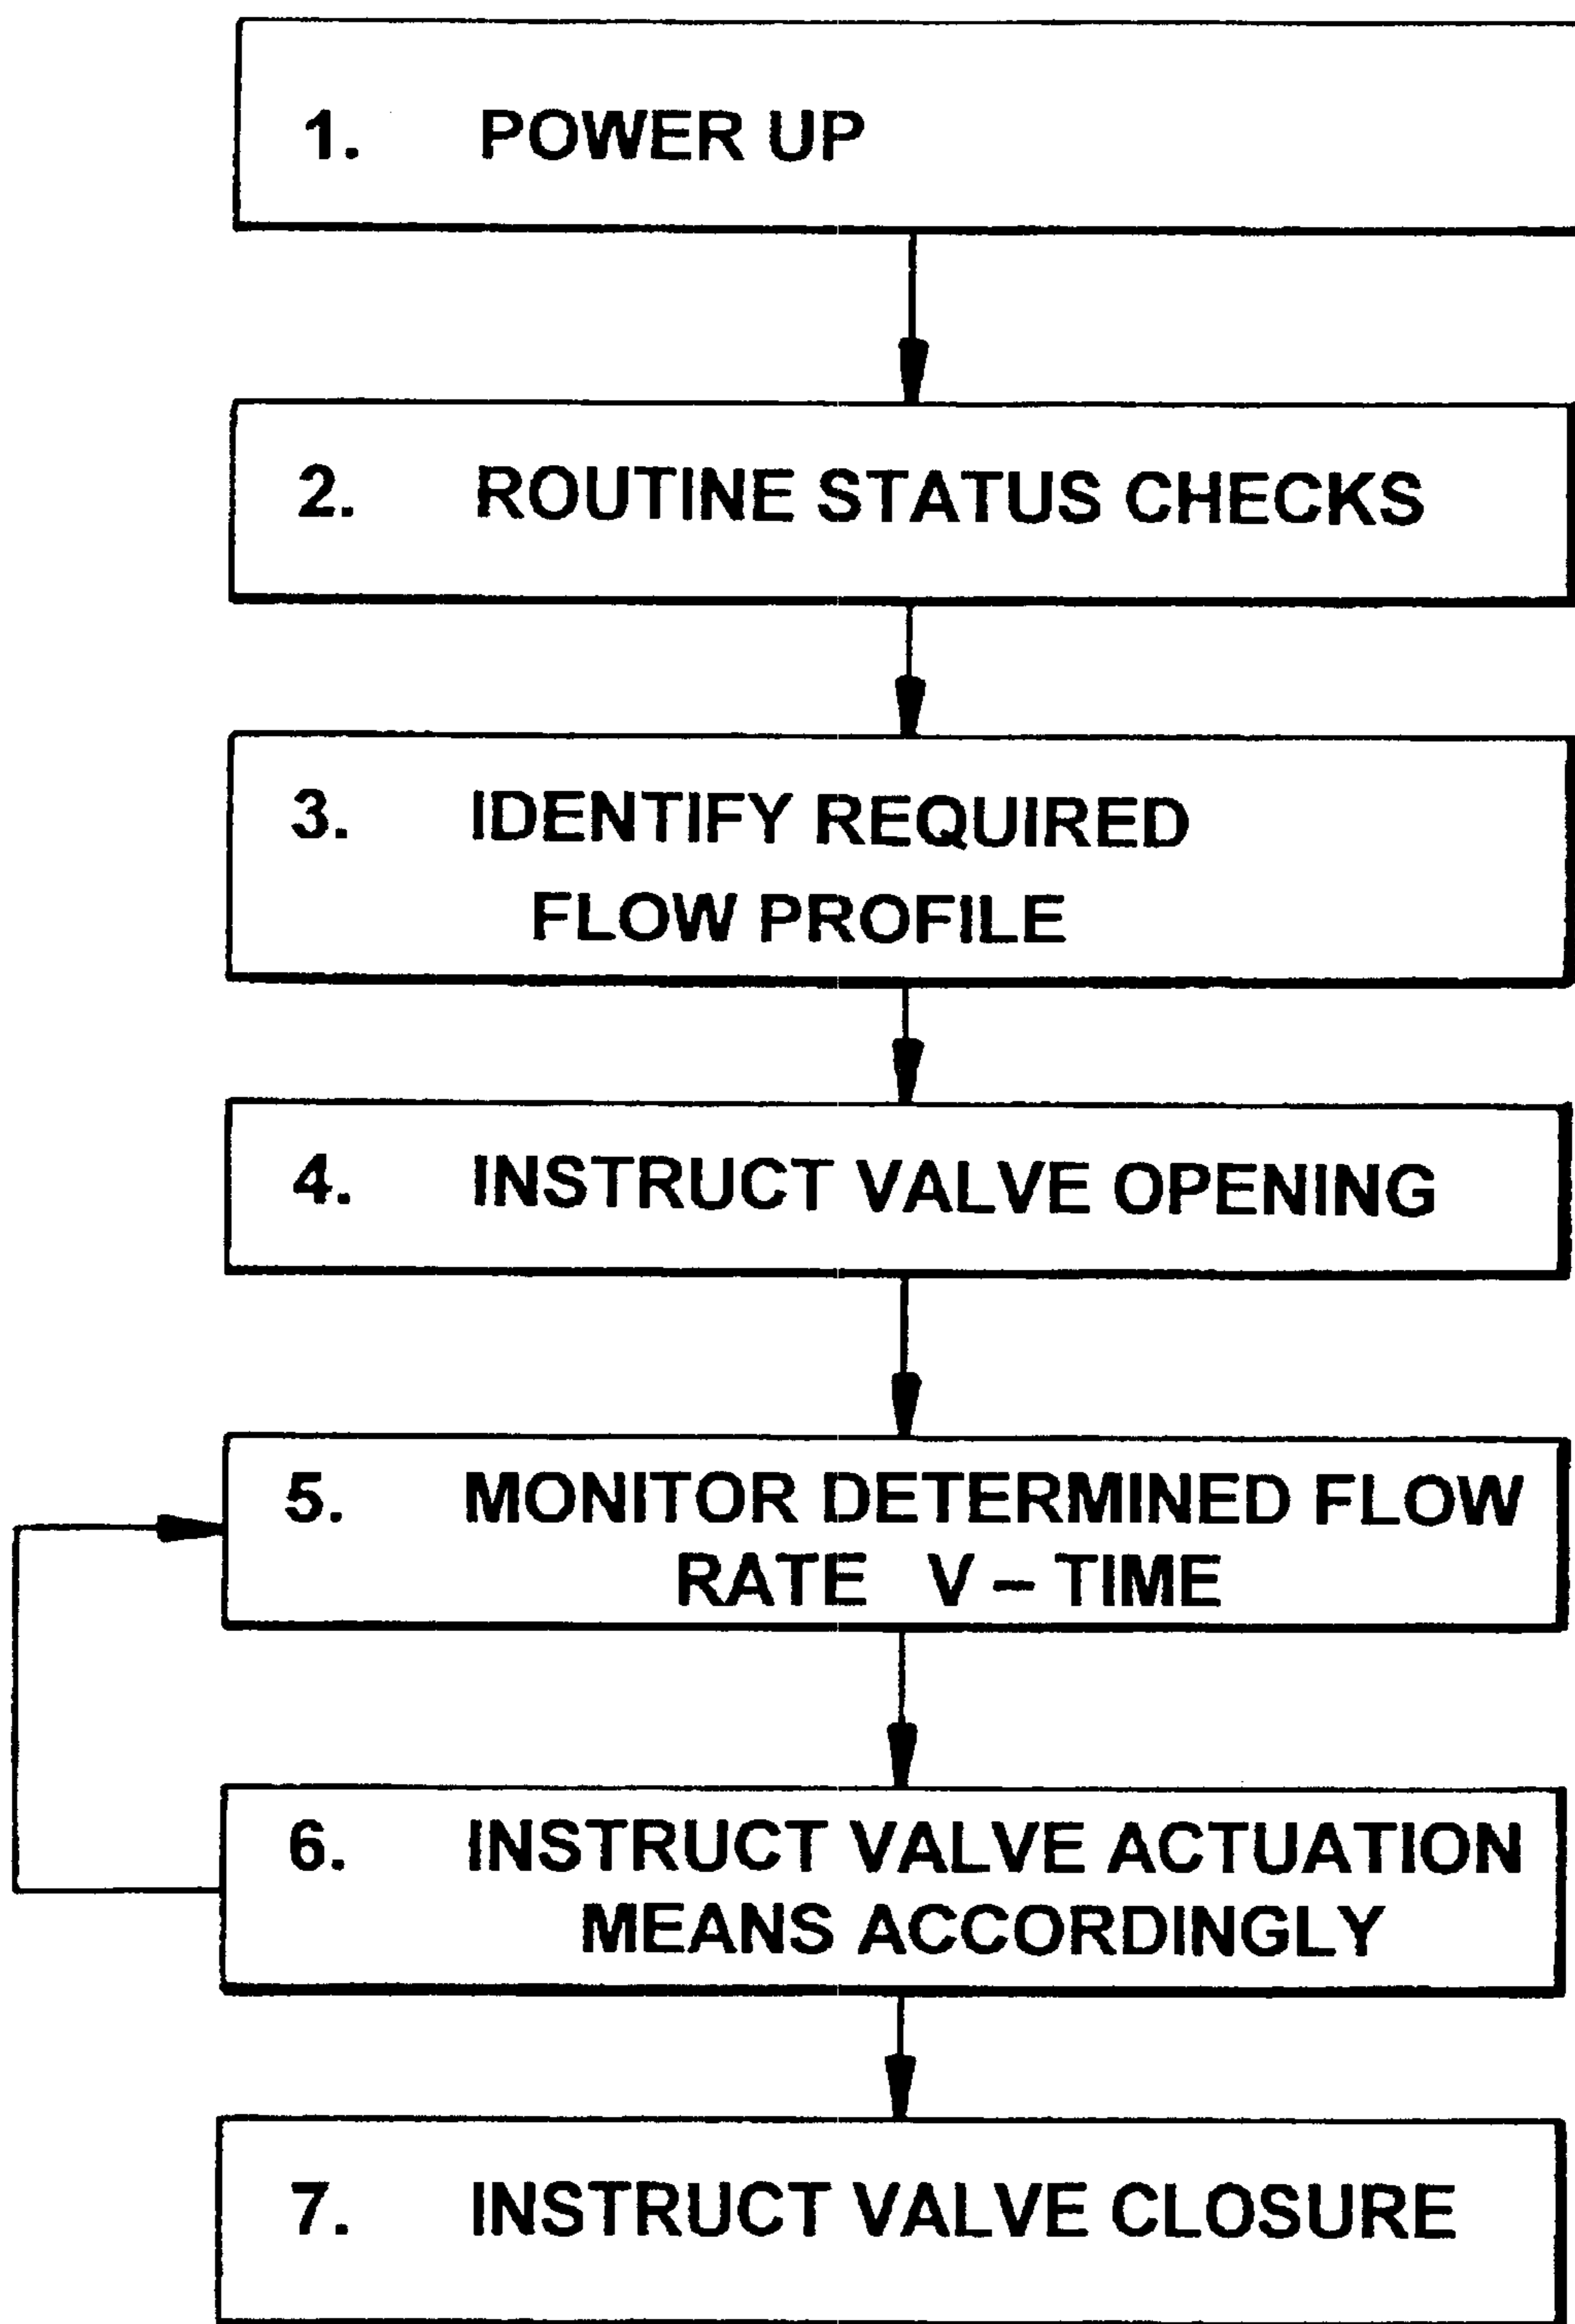 1. POWER UP
2. ROUTINE STATUS CHECKS
3. IDENTIFY REQUIRED
FLOW PROFILE
4. INSTRUCT VALVE OPENING
5. MONITOR DETERMINED FLOW
RATE V – TIME
6. INSTRUCT VALVE ACTUATION
MEANS ACCORDINGLY
7. INSTRUCT VALVE CLOSURE